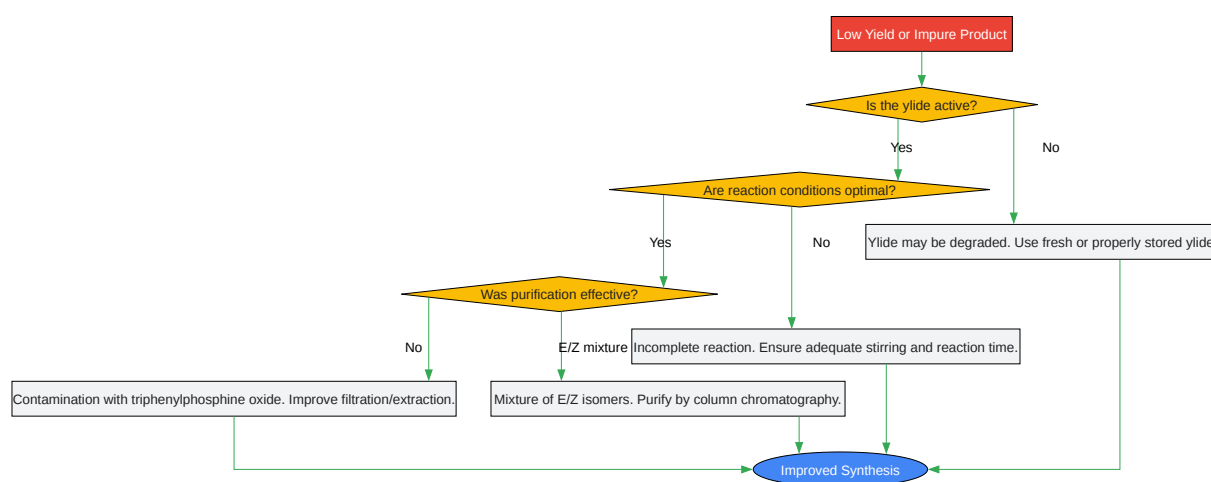 Low Yield or Impure Product
Is the ylide active?
Yes
No
Are reaction conditions optimal?
Yes
No
Ylide may be degraded. Use fresh or properly stored ylide
Was purification effective?
No
E/Z mixture
Incomplete reaction. Ensure adequate stirring and reaction time.
Contamination with triphenylphosphine oxide. Improve filtration/extraction.
Mixture of E/Z isomers. Purify by column chromatography.
Improved Synthesis